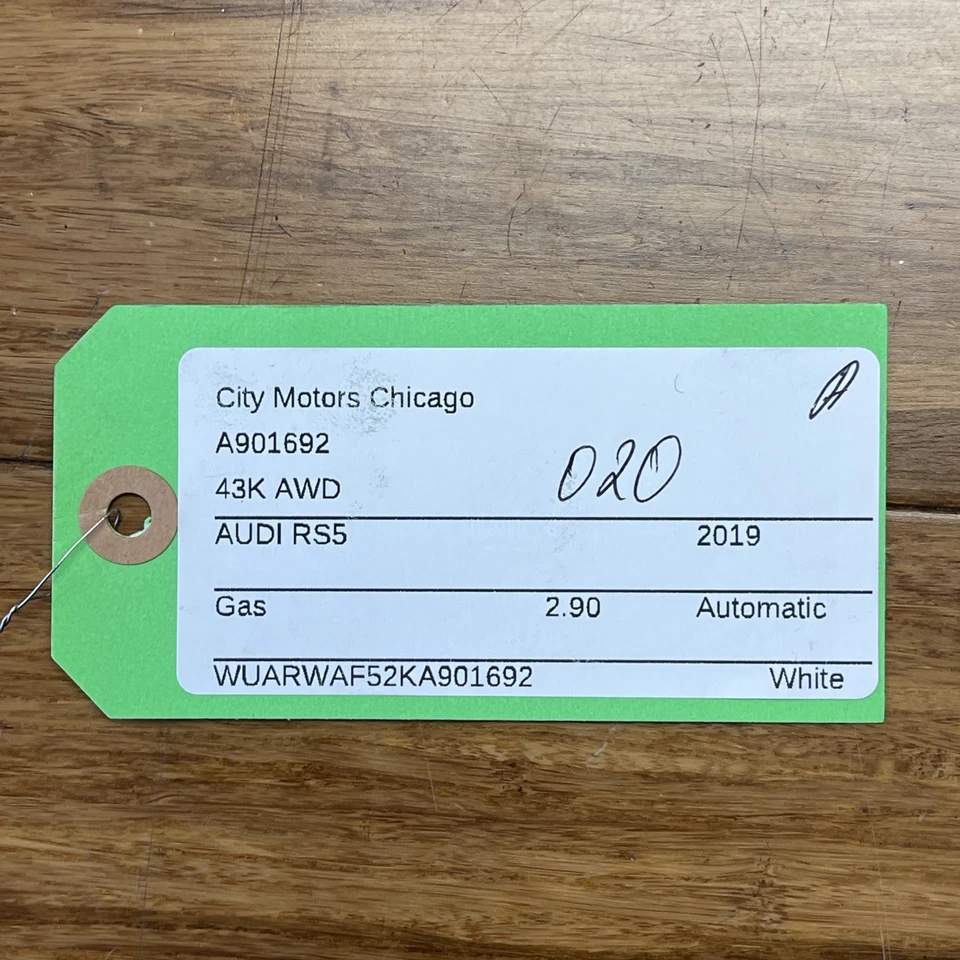 City Motors Chicago
A901692
020
43K AWD
AUDI RS5 2019
Gas 2.90 Automatic
WUARWAF52KA901692 White